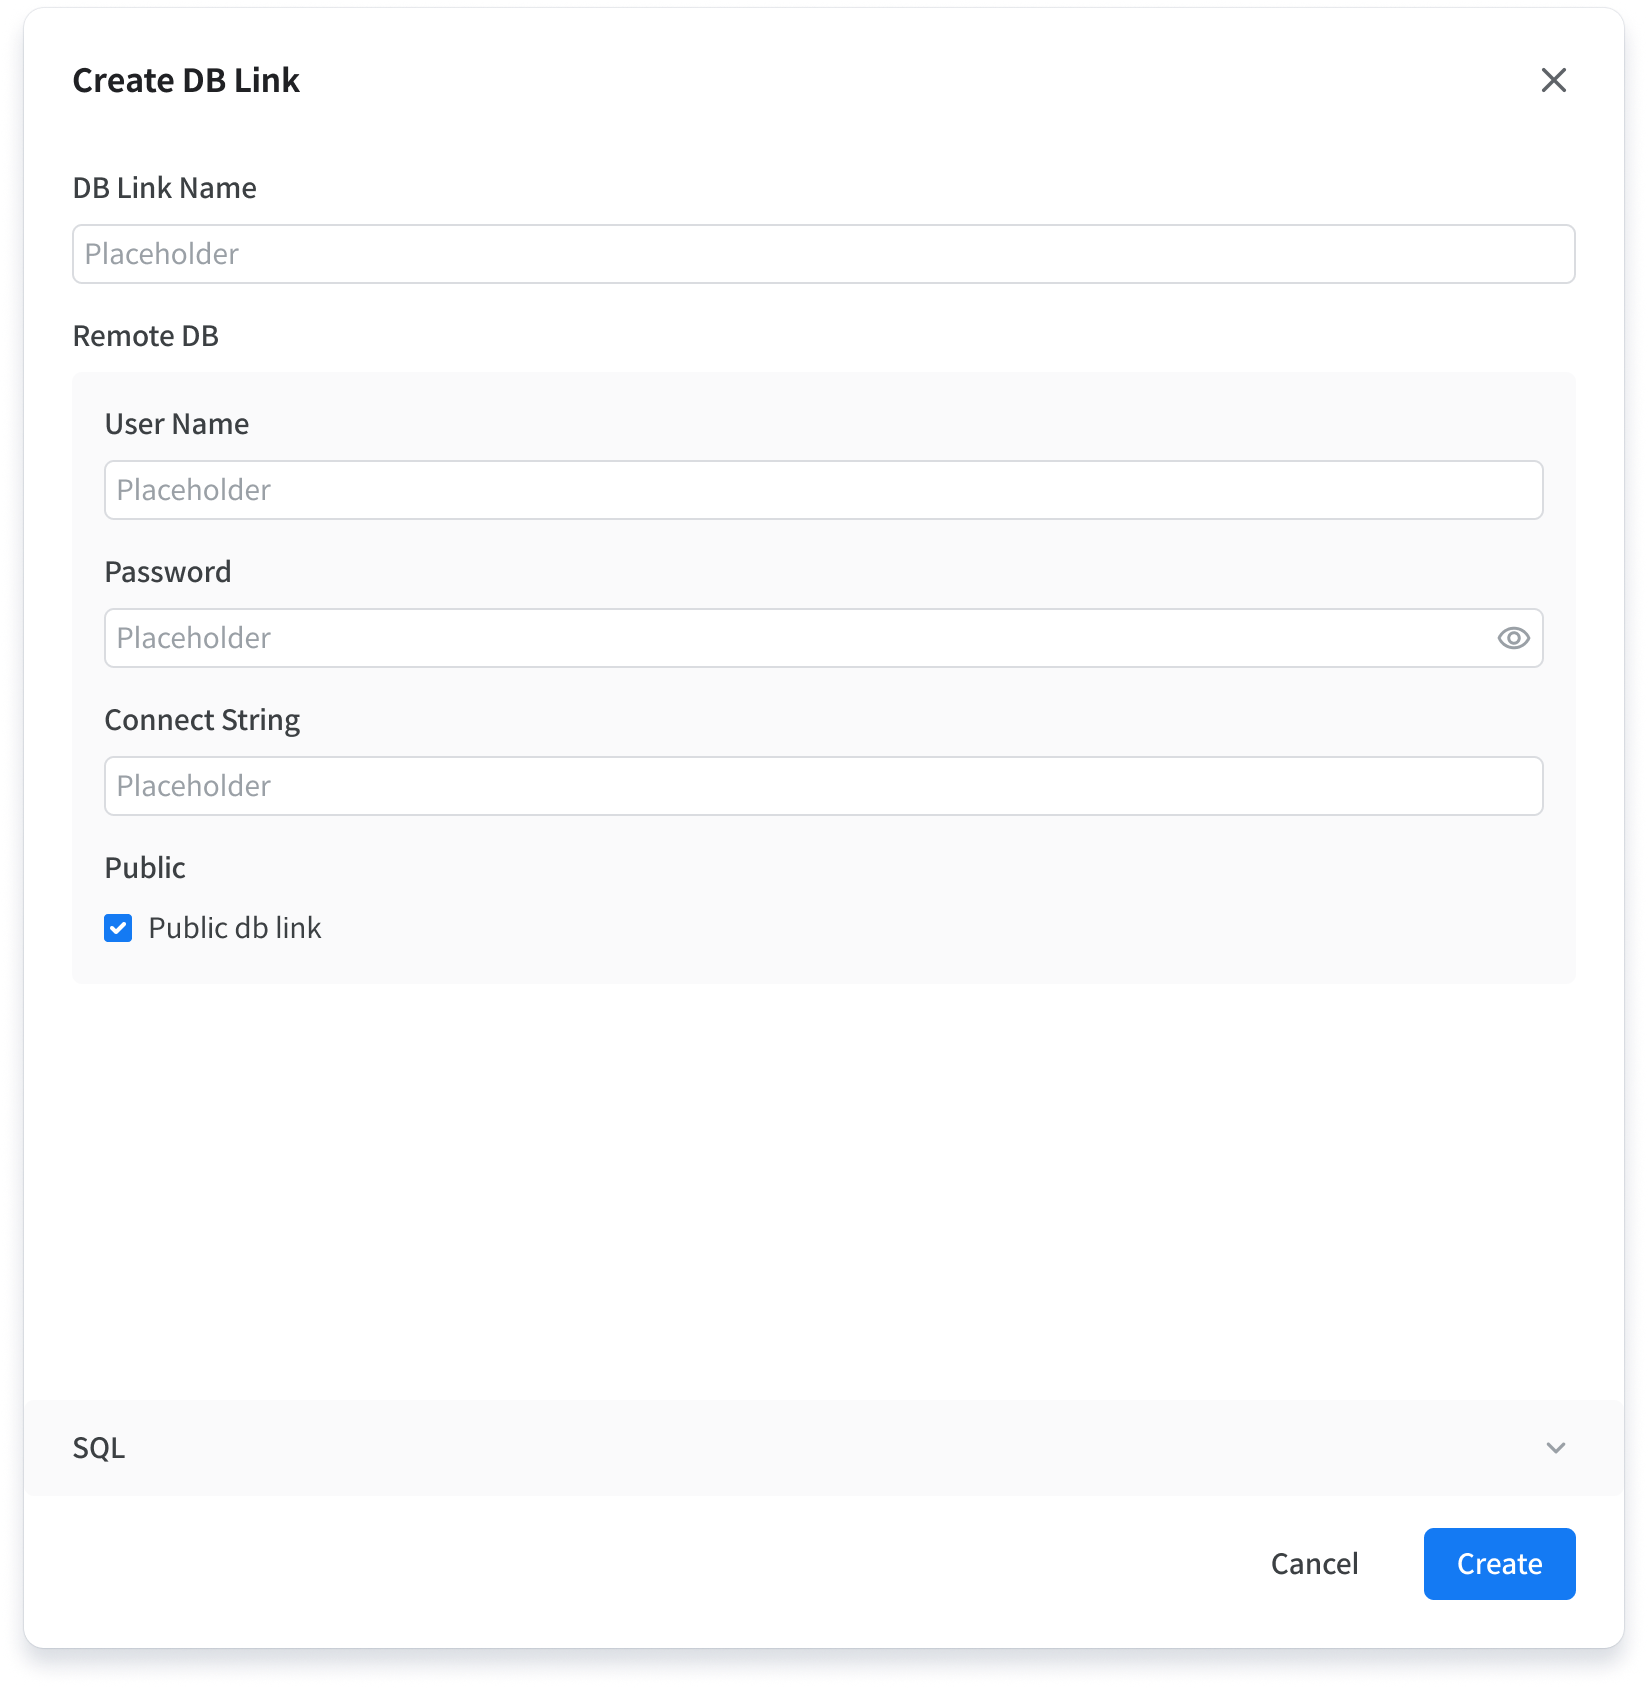 Create DB Link
DB Link Name
Placeholder
Remote DB
User Name
Placeholder
Password
Placeholder
Connect String
Placeholder
Public
Public db link
SQL
Cancel
Create